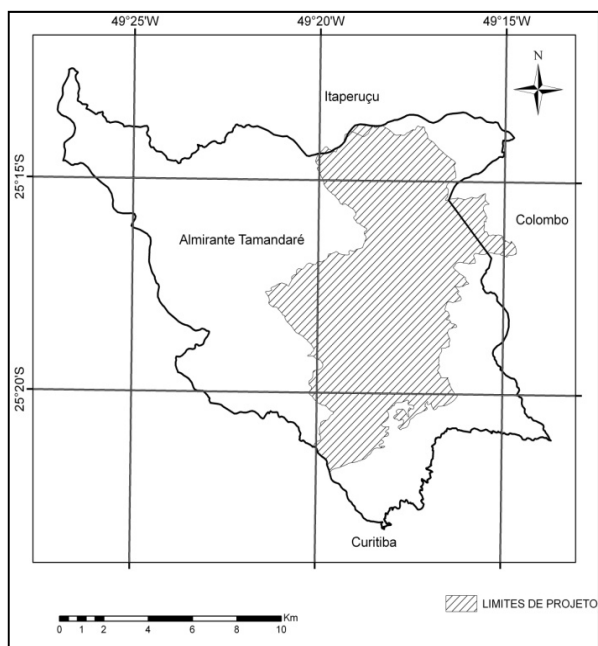 49°25'W 49°20'W 49°15'W
N
Itaperuçu
25°15'S
Colombo
Almirante Tamandaré
25°20'S
Curitiba
Km
0 1 2 4 6 8 10
LIMITES DE PROJETO